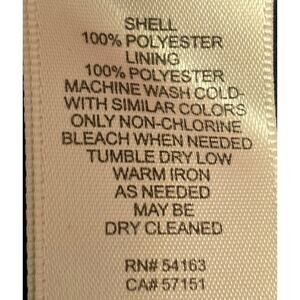 SHELL
100% POLYESTER
LINING
100% POLYESTER
MACHINE WASH COLD-
WITH SIMILAR COLORS
ONLY NON-CHLORINE
BLEACH WHEN NEEDED
TUMBLE DRY LOW
WARM IRON
AS NEEDED
MAY BE
DRY CLEANED
RN# 54163
CA# 57151